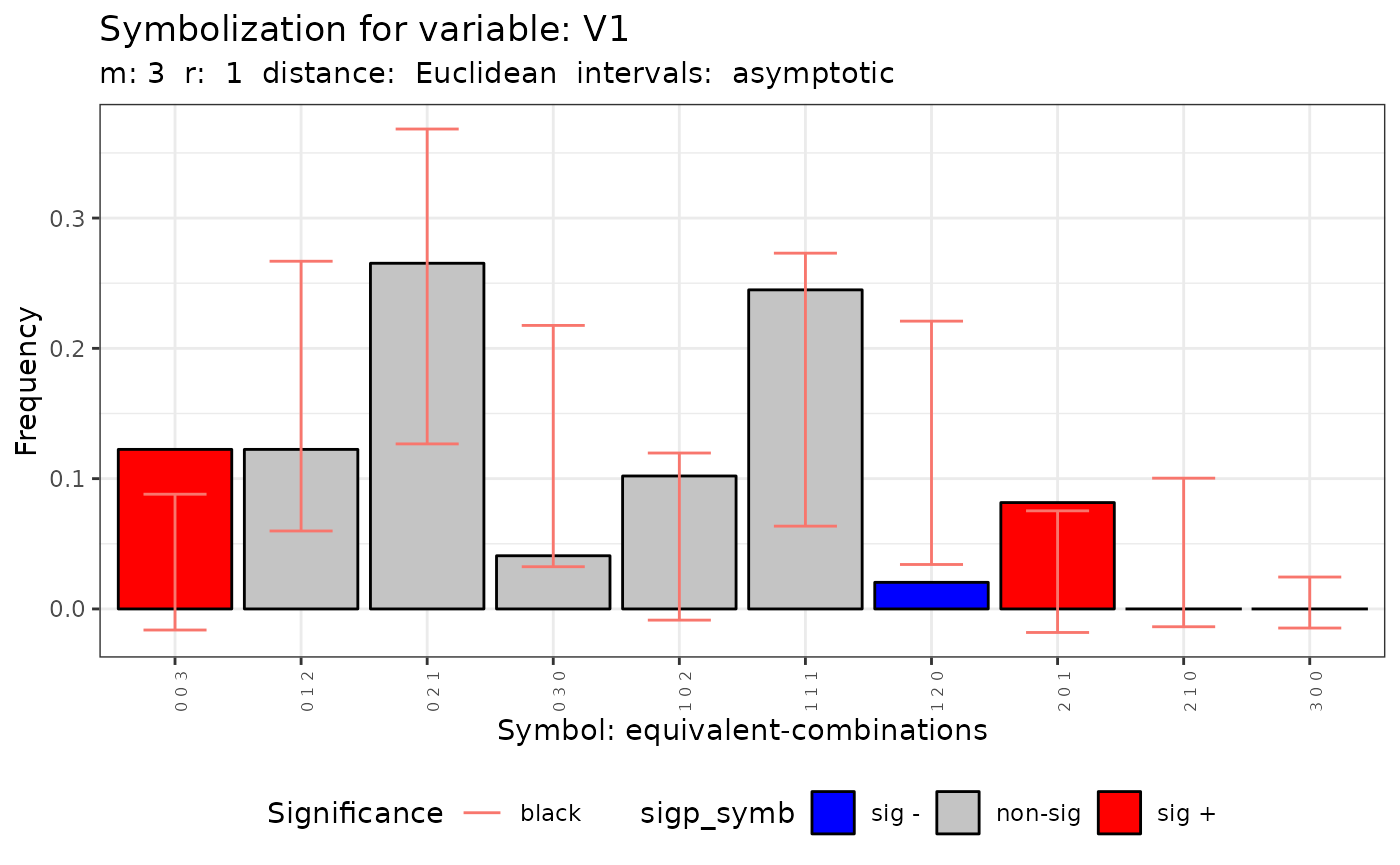 Symbolization for variable: V1
m: 3  r:  1  distance:  Euclidean  intervals:  asymptotic
Frequency
0.3
0.2
0.1
0.0
0 0 3
0 1 2
0 2 1
0 3 0
1 0 2
1 1 1
1 2 0
2 0 1
2 1 0
3 0 0
Symbol: equivalent-combinations
Significance black sigp_symb sig - non-sig sig +